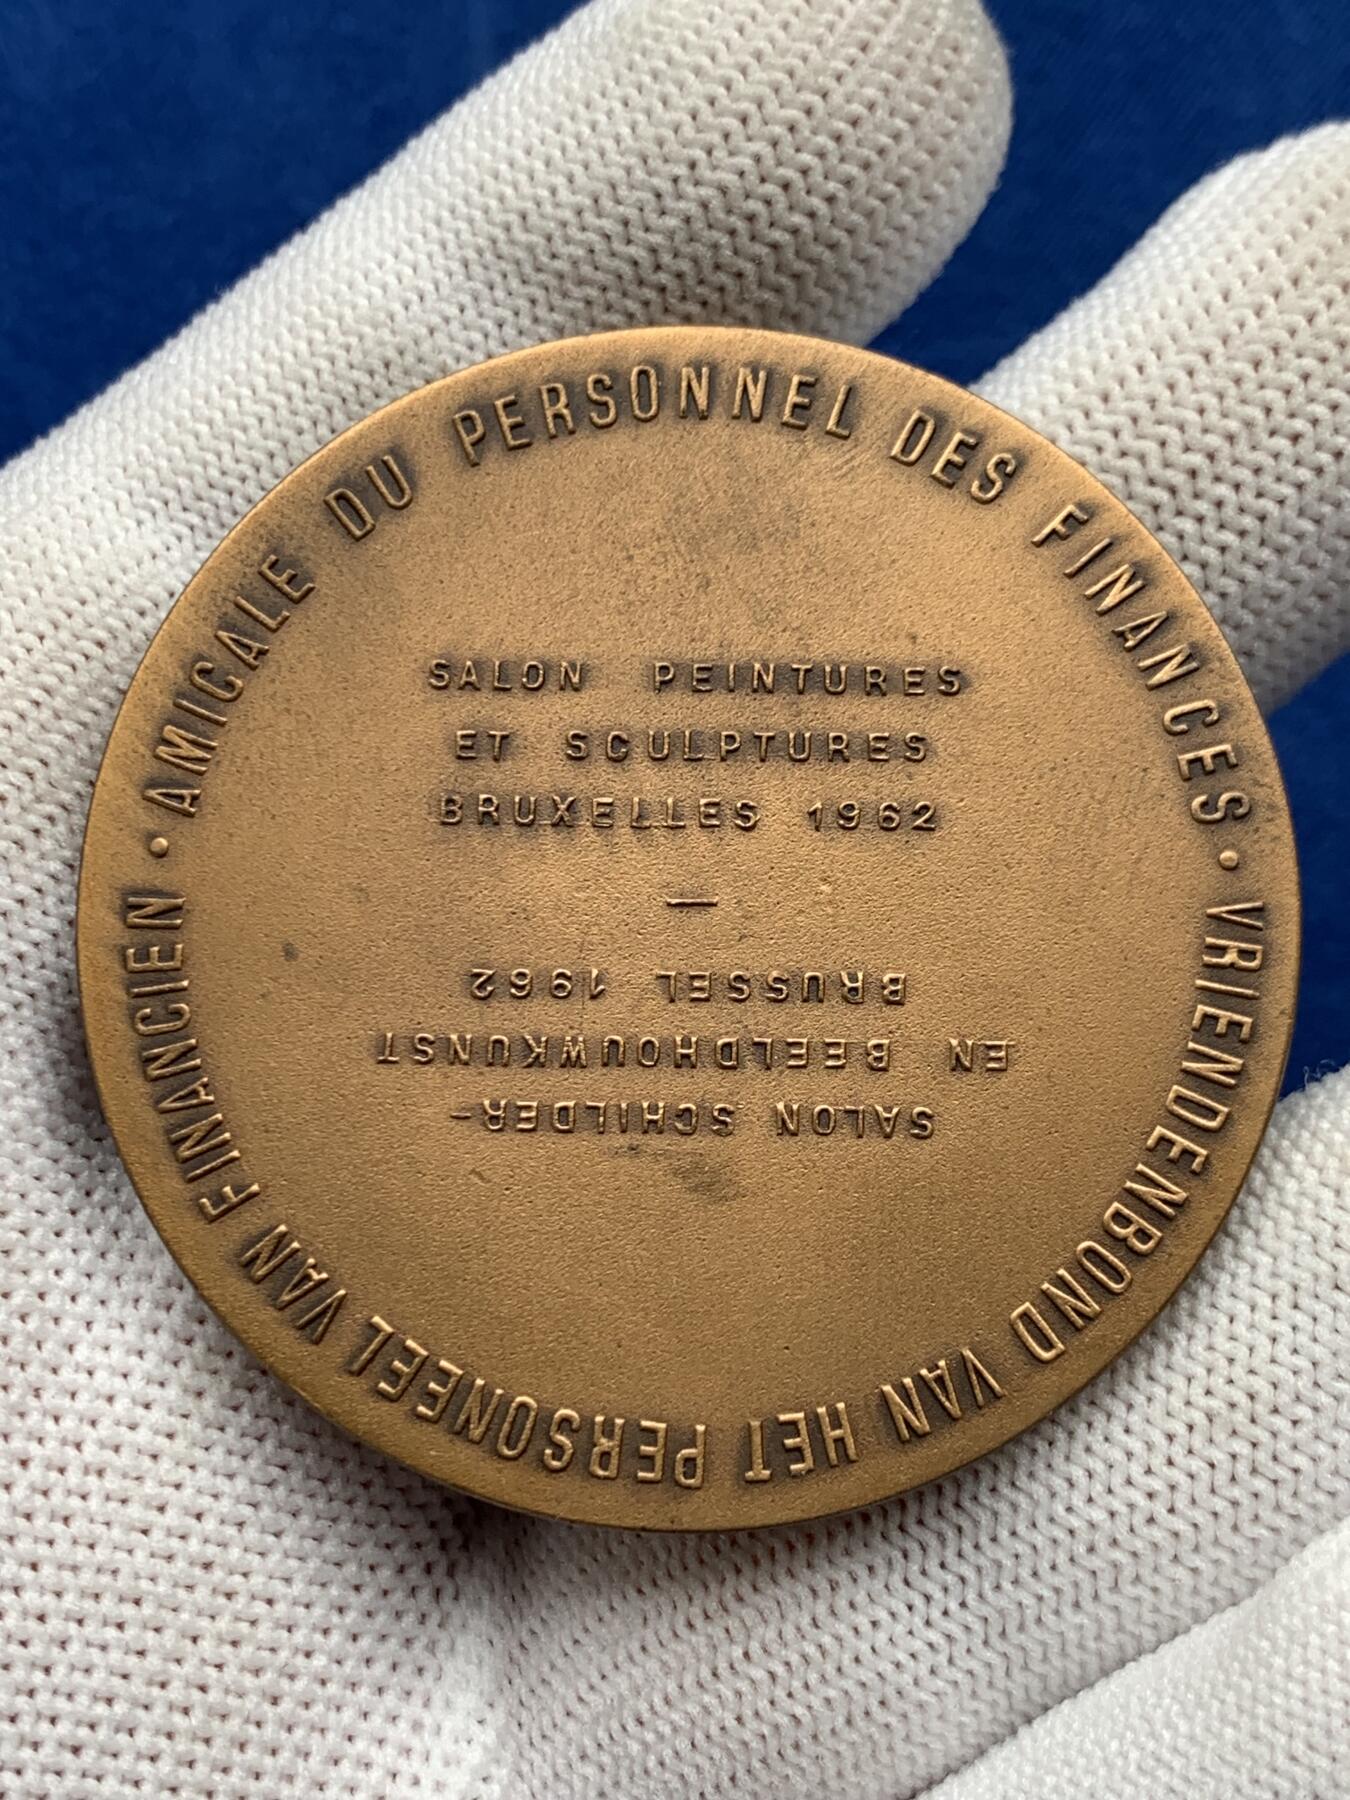 AMICALE DU PERSONNEL DES FINANCES
• VRIENDENBOND VAN HET PERSONEEL VAN FINANCIEN •
SALON PEINTURES
ET SCULPTURES
BRUXELLES 1962
—
SALON SCHILDER-
EN BEELDHOUWKUNST
BRUSSEL 1962